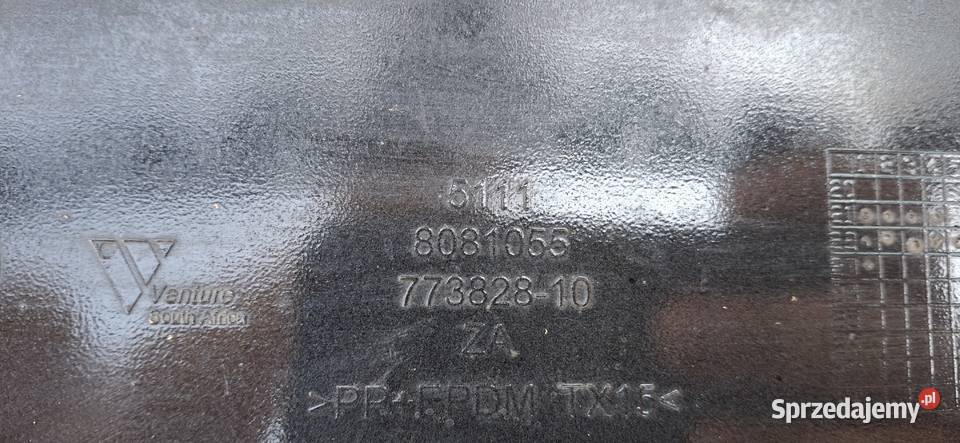 5111
8081055
773828-10
ZA
>PP+EPDM TX15<
Venture
South Africa
Sprzedajemy.pl